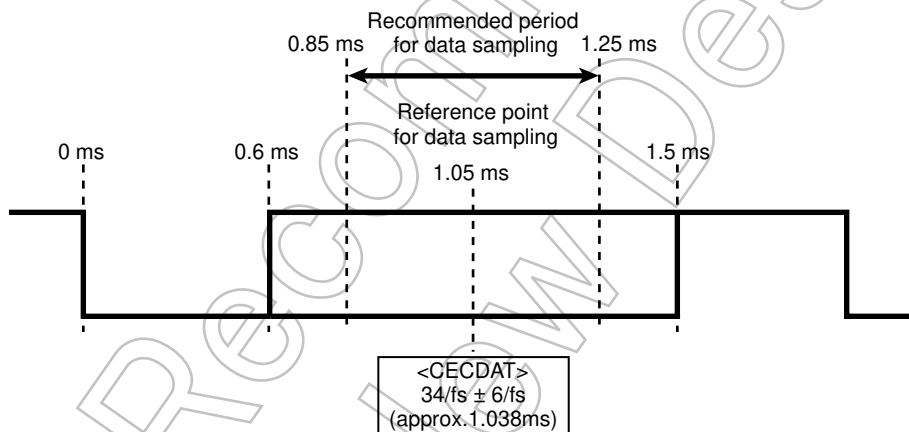 Recommended period
for data sampling
0.85 ms
1.25 ms
Reference point
for data sampling
0 ms
0.6 ms
1.05 ms
1.5 ms
<CECDAT>
34/fs ± 6/fs
(approx.1.038ms)